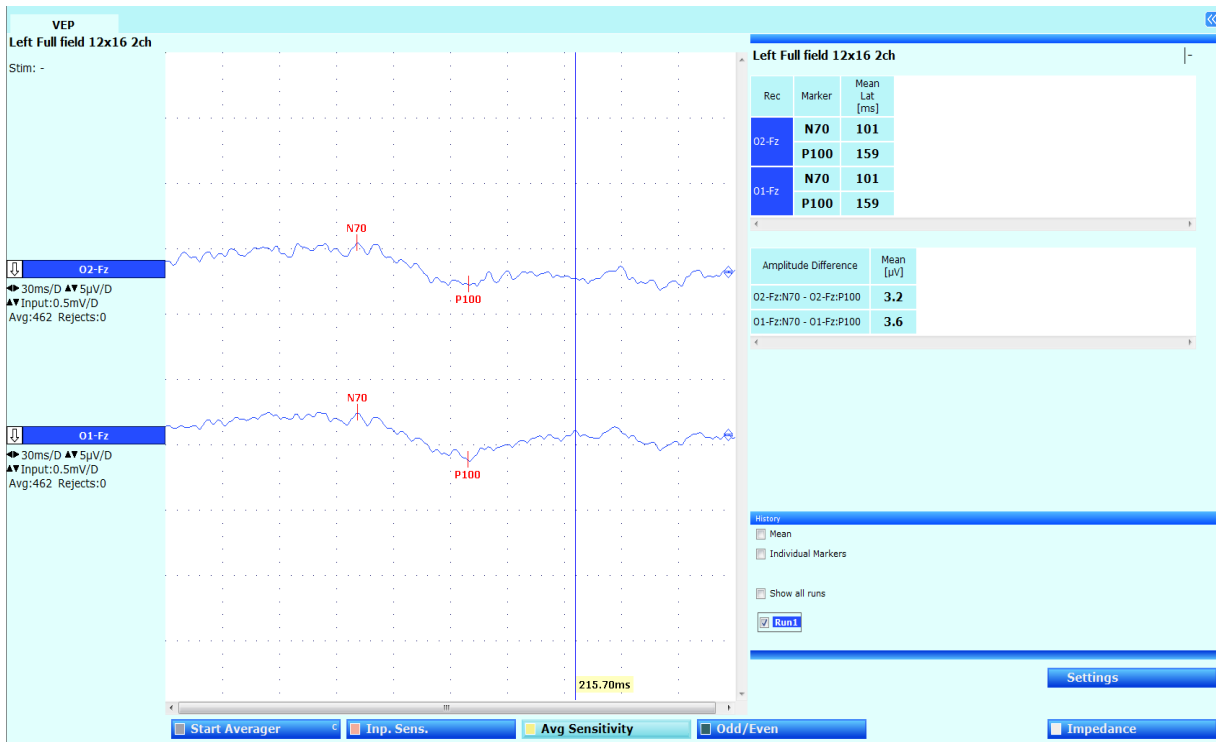 VEP
Left Full field 12x16 2ch
Stim: -
N70
O2-Fz
30ms/D 5µV/D
Input:0.5mV/D
Avg:462 Rejects:0
P100
N70
O1-Fz
30ms/D 5µV/D
Input:0.5mV/D
Avg:462 Rejects:0
P100
215.70ms
Start Averager C
Inp. Sens.
Avg Sensitivity
Odd/Even
Left Full field 12x16 2ch -
Rec Marker Mean Lat [ms]
O2-Fz N70 101
P100 159
O1-Fz N70 101
P100 159
Amplitude Difference Mean [µV]
O2-Fz:N70 - O2-Fz:P100 3.2
O1-Fz:N70 - O1-Fz:P100 3.6
History
Mean
Individual Markers
Show all runs
Run1
Settings
Impedance